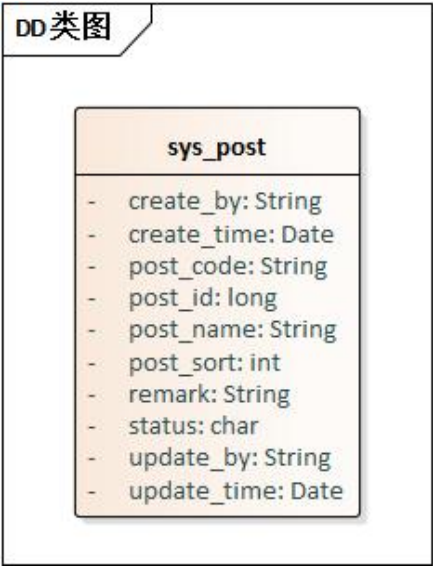 DD类图
sys_post
- create_by: String
- create_time: Date
- post_code: String
- post_id: long
- post_name: String
- post_sort: int
- remark: String
- status: char
- update_by: String
- update_time: Date